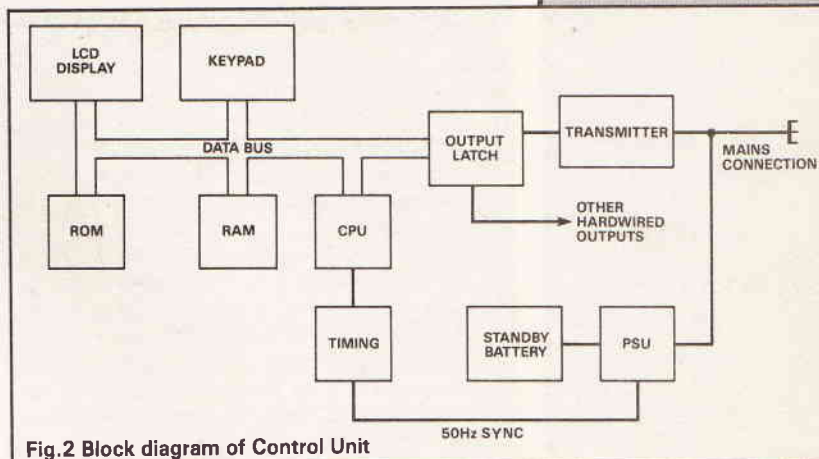 LCD
DISPLAY
KEYPAD
DATA BUS
OUTPUT
LATCH
TRANSMITTER
MAINS
CONNECTION
OTHER
HARDWIRED
OUTPUTS
ROM
RAM
CPU
TIMING
STANDBY
BATTERY
PSU
50Hz SYNC
Fig.2 Block diagram of Control Unit